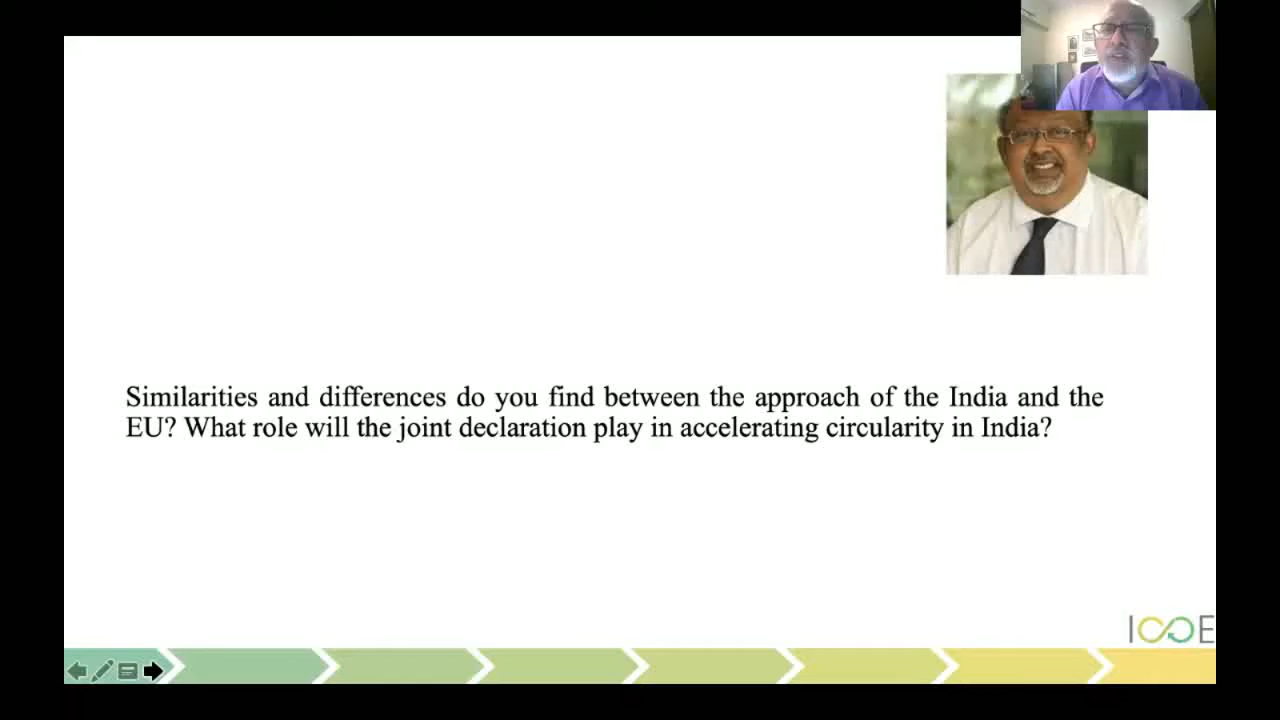 Similarities and differences do you find between the approach of the India and the
EU? What role will the joint declaration play in accelerating circularity in India?
ICCE